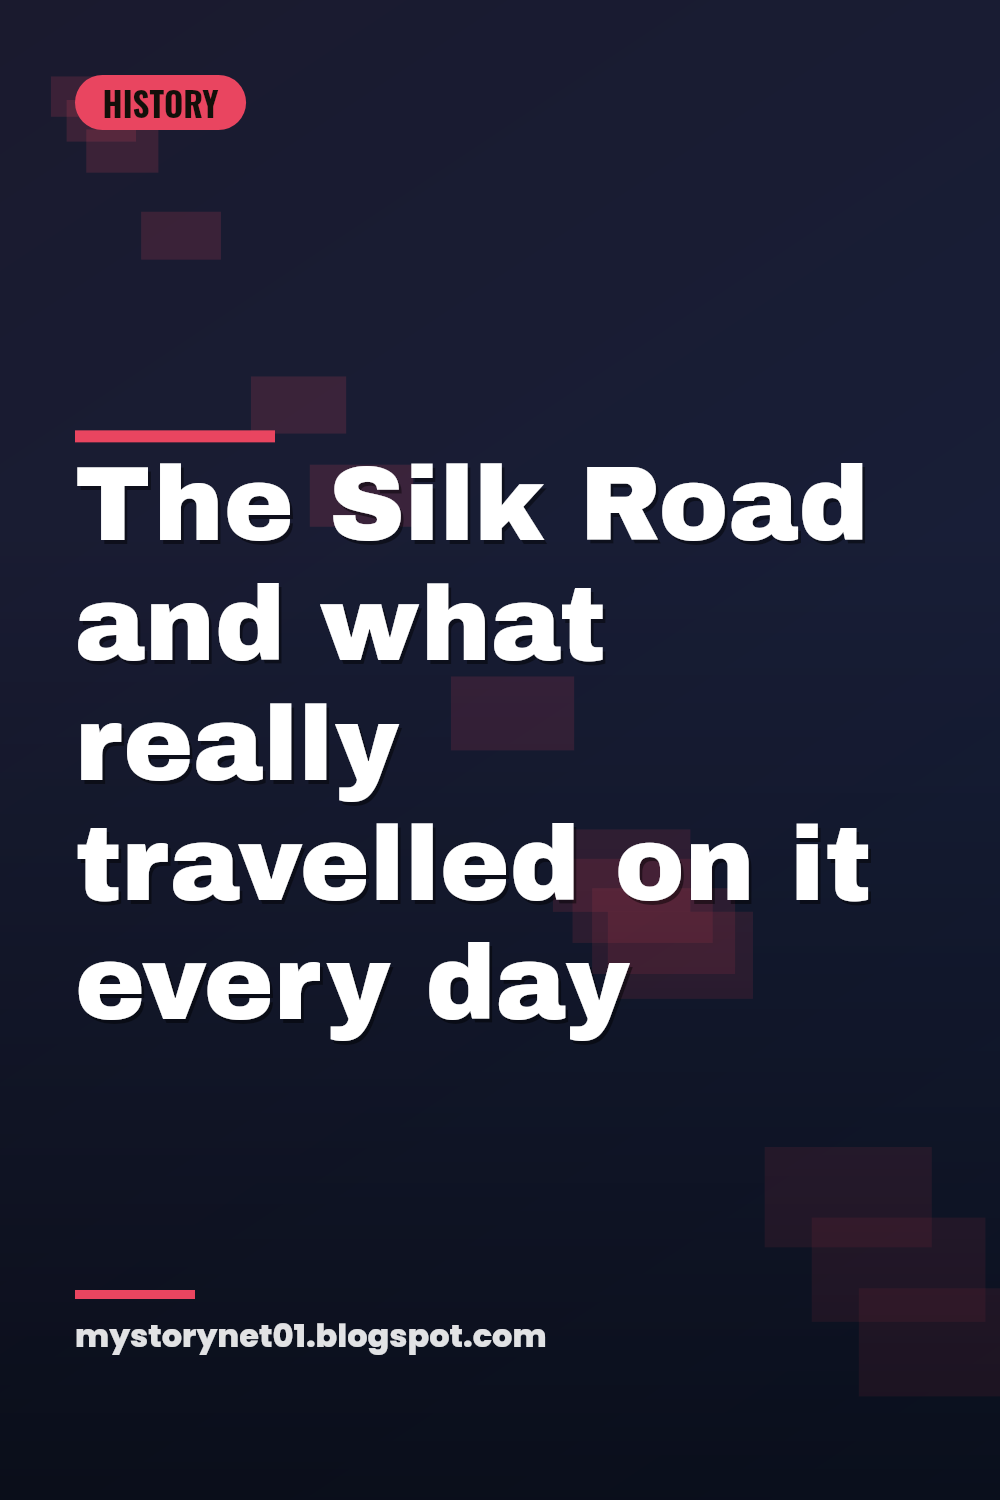 HISTORY
The Silk Road
and what
really
travelled on it
every day
mystorynet01.blogspot.com